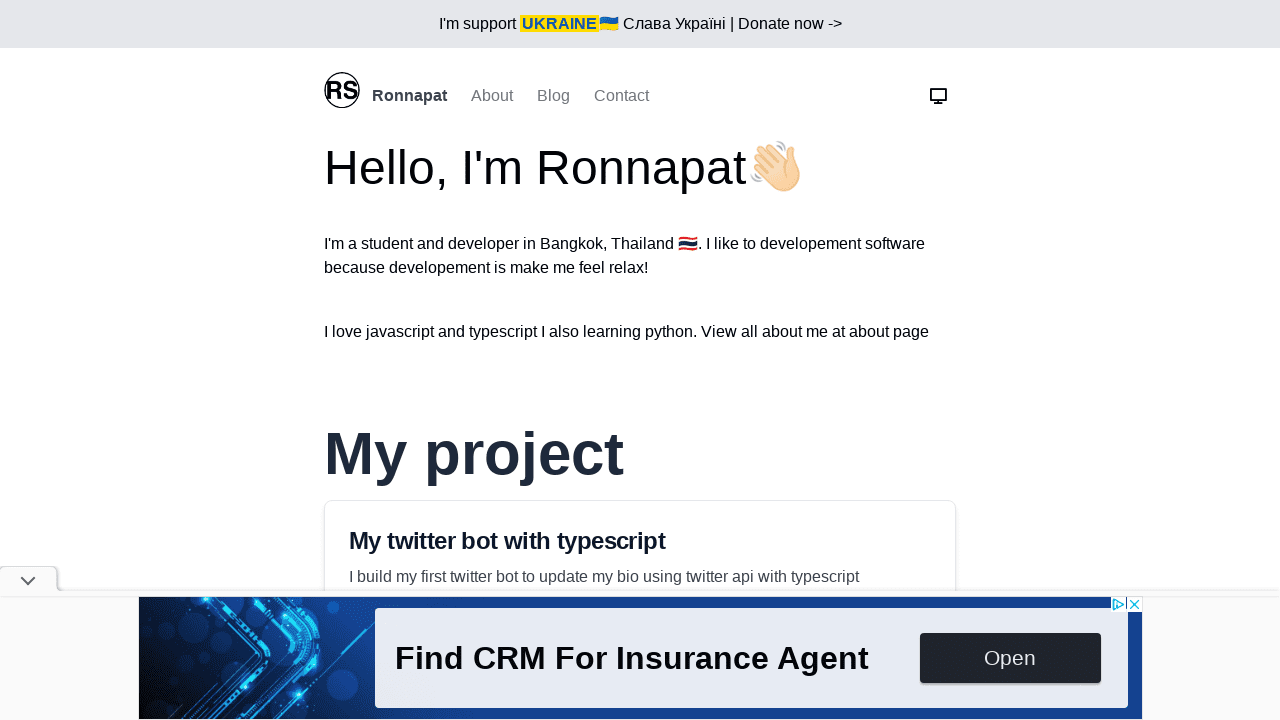 I'm support UKRAINE🇺🇦 Слава Україні | Donate now ->
RS Ronnapat About Blog Contact
Hello, I'm Ronnapat👋🏻
I'm a student and developer in Bangkok, Thailand 🇹🇭. I like to developement software
because developement is make me feel relax!
I love javascript and typescript I also learning python. View all about me at about page
My project
My twitter bot with typescript
I build my first twitter bot to update my bio using twitter api with typescript
Find CRM For Insurance Agent
Open